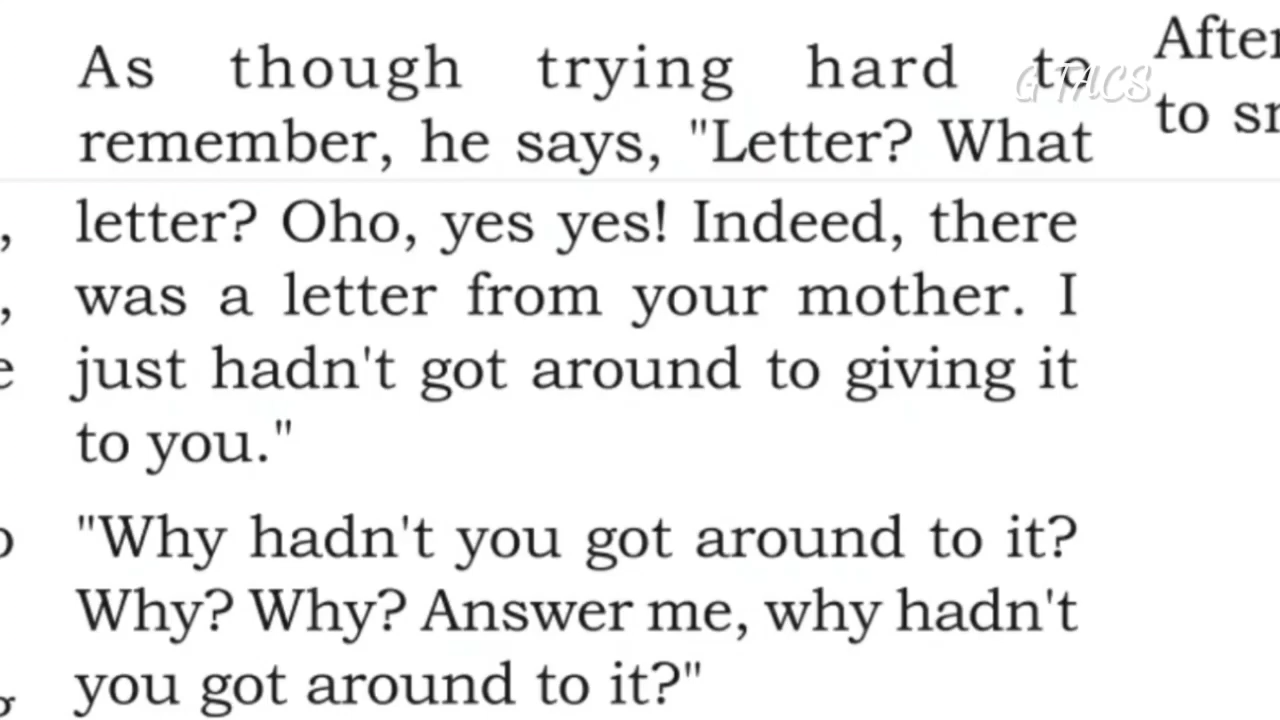 As though trying hard to
remember, he says, "Letter? What
letter? Oho, yes yes! Indeed, there
was a letter from your mother. I
just hadn't got around to giving it
to you."
"Why hadn't you got around to it?
Why? Why? Answer me, why hadn't
you got around to it?"
After
to
G TACS